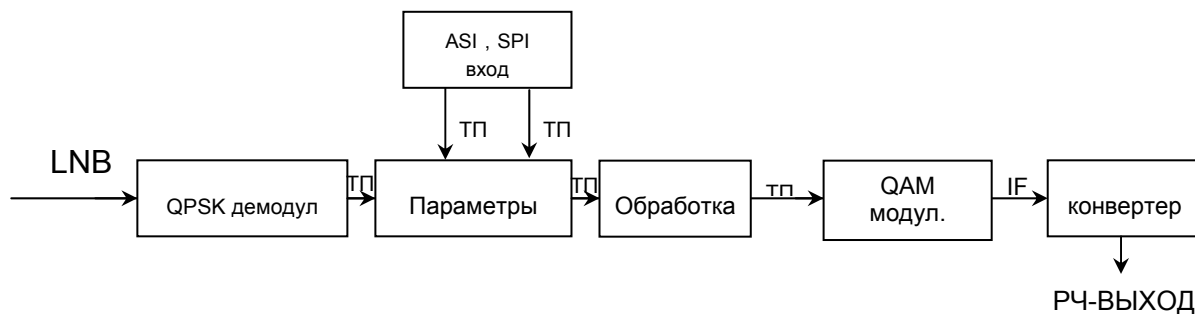 ASI , SPI
вход
ТП
ТП
LNB
QPSK демодул
ТП
Параметры
ТП
Обработка
ТП
QAM
модул.
IF
конвертер
РЧ-ВЫХОД